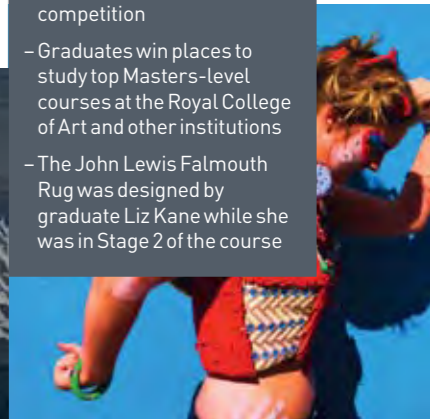 competition
– Graduates win places to
study top Masters-level
courses at the Royal College
of Art and other institutions
– The John Lewis Falmouth
Rug was designed by
graduate Liz Kane while she
was in Stage 2 of the course